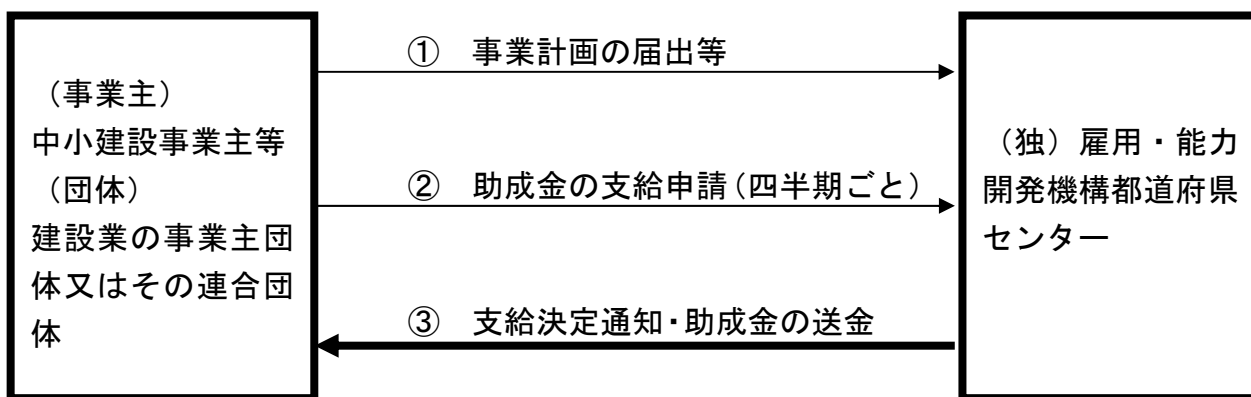 （事業主）
中小建設事業主等
（団体）
建設業の事業主団
体又はその連合団
体
①　事業計画の届出等
②　助成金の支給申請（四半期ごと）
③　支給決定通知・助成金の送金
（独）雇用・能力
開発機構都道府県
センター